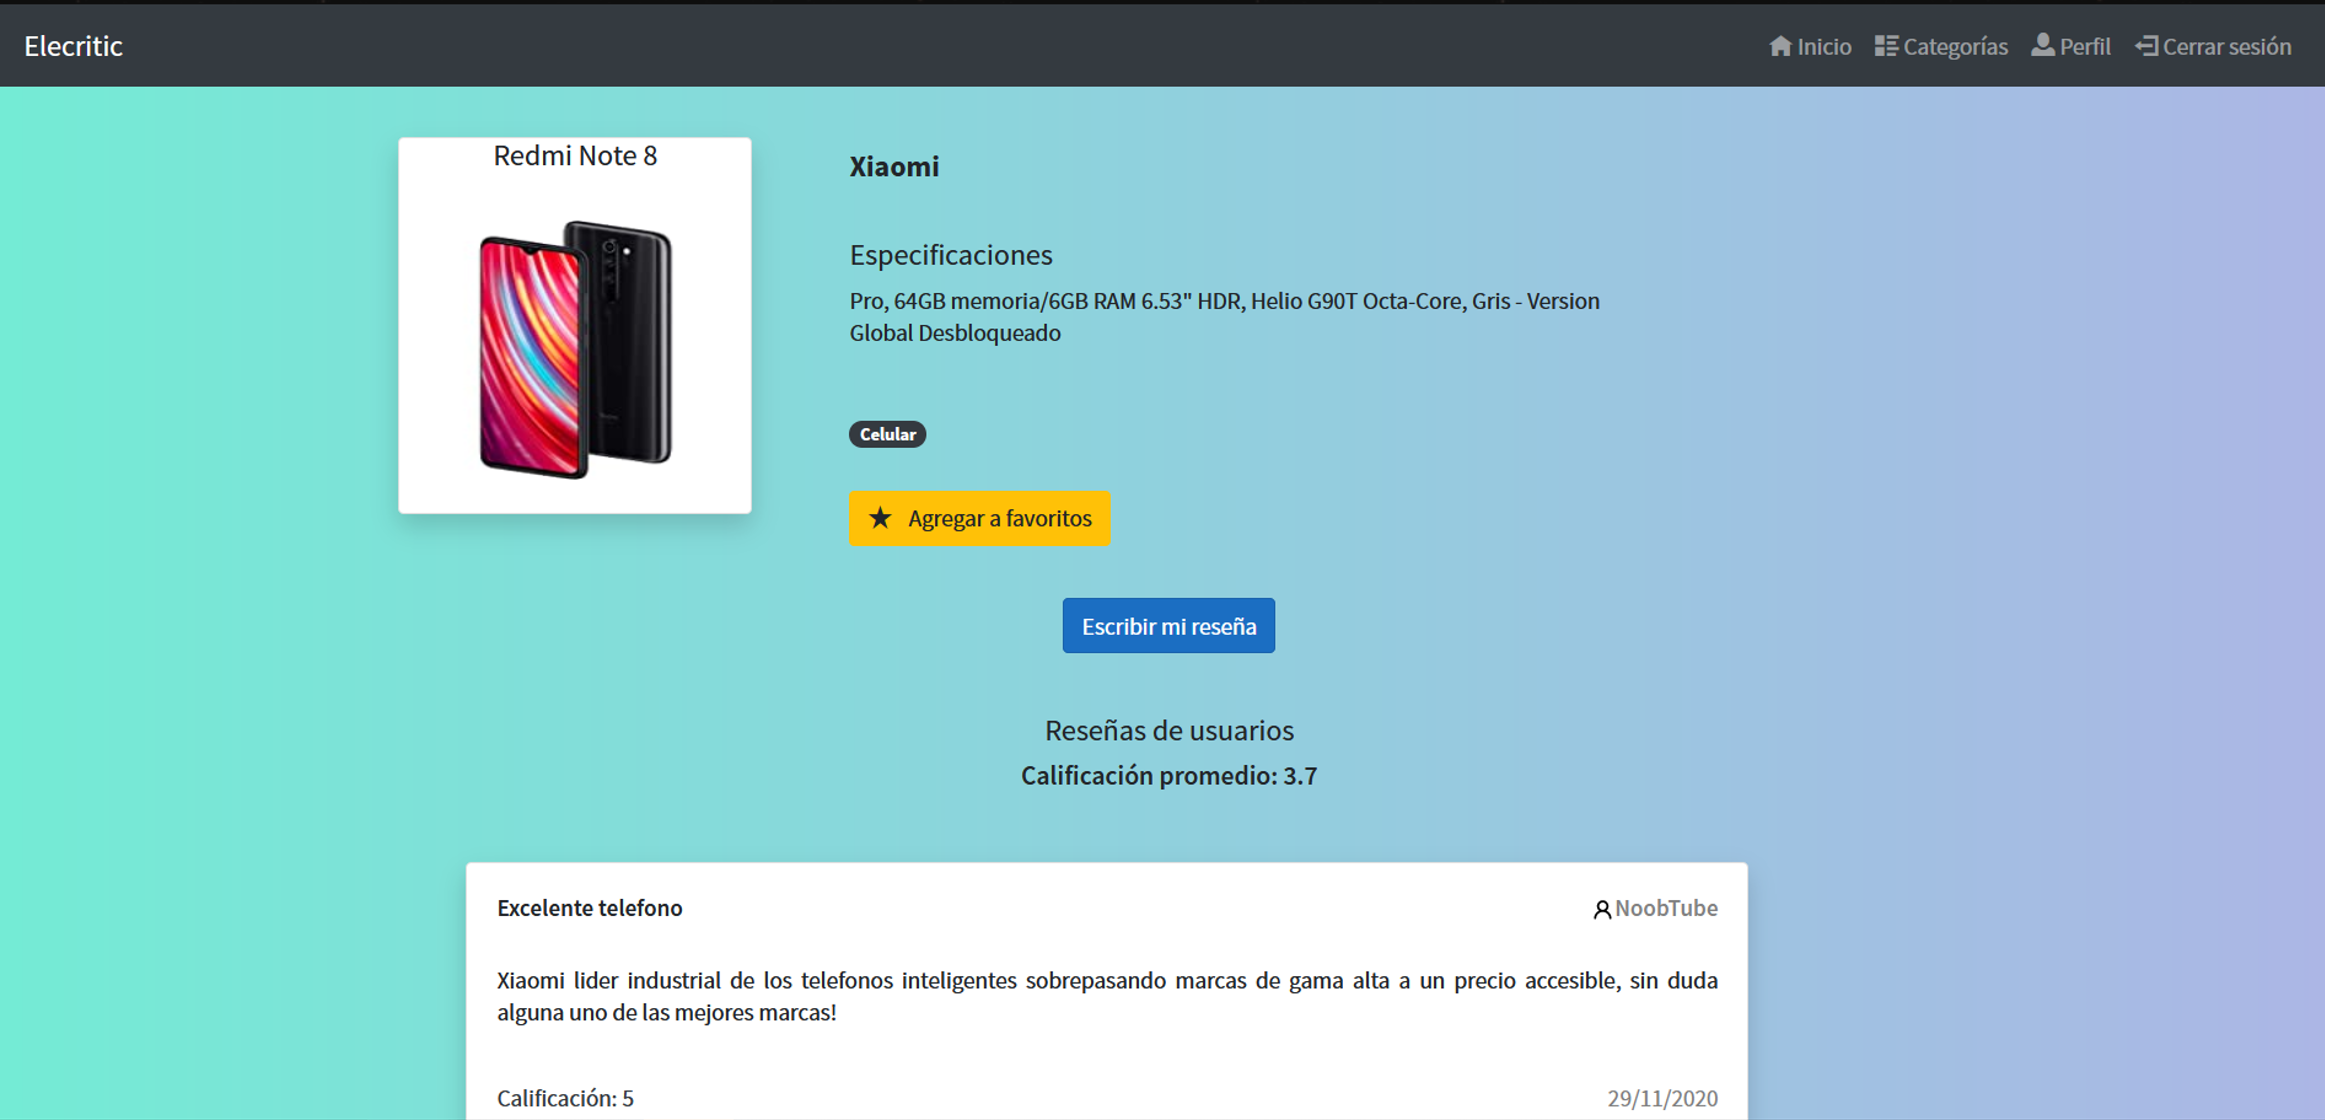 Elecritic
Inicio
Categorías
Perfil
Cerrar sesión
Redmi Note 8
Xiaomi
Especificaciones
Pro, 64GB memoria/6GB RAM 6.53" HDR, Helio G90T Octa-Core, Gris - Version
Global Desbloqueado
Celular
Agregar a favoritos
Escribir mi reseña
Reseñas de usuarios
Calificación promedio: 3.7
Excelente telefono
NoobTube
Xiaomi lider industrial de los telefonos inteligentes sobrepasando marcas de gama alta a un precio accesible, sin duda
alguna uno de las mejores marcas!
Calificación: 5
29/11/2020